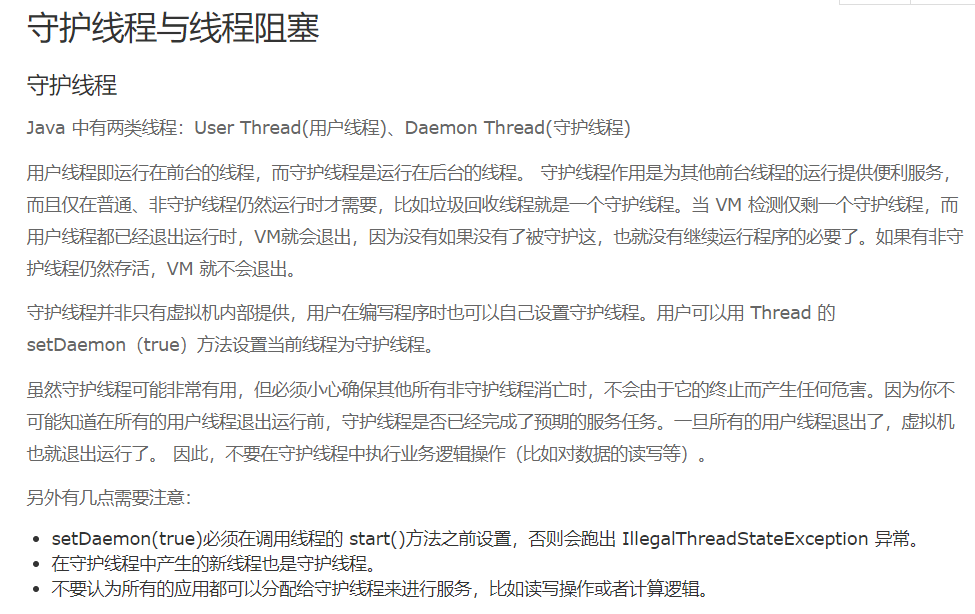 守护线程与线程阻塞
守护线程
Java 中有两类线程：User Thread(用户线程)、Daemon Thread(守护线程)
用户线程即运行在前台的线程，而守护线程是运行在后台的线程。 守护线程作用是为其他前台线程的运行提供便利服务，
而且仅在普通、非守护线程仍然运行时才需要，比如垃圾回收线程就是一个守护线程。当 VM 检测仅剩一个守护线程，而
用户线程都已经退出运行时，VM就会退出，因为没有如果没有了被守护这，也就没有继续运行程序的必要了。如果有非守
护线程仍然存活，VM 就不会退出。
守护线程并非只有虚拟机内部提供，用户在编写程序时也可以自己设置守护线程。用户可以用 Thread 的
setDaemon（true）方法设置当前线程为守护线程。
虽然守护线程可能非常有用，但必须小心确保其他所有非守护线程消亡时，不会由于它的终止而产生任何危害。因为你不
可能知道在所有的用户线程退出运行前，守护线程是否已经完成了预期的服务任务。一旦所有的用户线程退出了，虚拟机
也就退出运行了。 因此，不要在守护线程中执行业务逻辑操作（比如对数据的读写等）。
另外有几点需要注意：
• setDaemon(true)必须在调用线程的 start()方法之前设置，否则会跑出 IllegalThreadStateException 异常。
• 在守护线程中产生的新线程也是守护线程。
• 不要认为所有的应用都可以分配给守护线程来进行服务，比如读写操作或者计算逻辑。